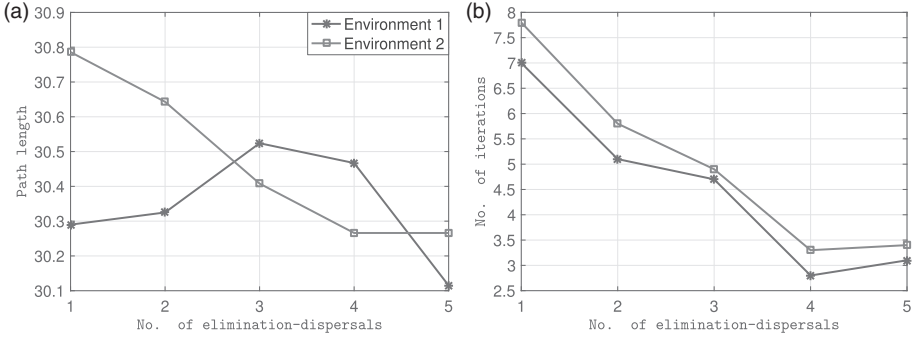 (a)
30.9
30.8
30.7
30.6
30.5
30.4
30.3
30.2
30.1
Path length
1 2 3 4 5
No. of elimination-dispersals
Environment 1
Environment 2
(b)
8
7.5
7
6.5
6
5.5
5
4.5
4
3.5
3
2.5
No. of iterations
1 2 3 4 5
No. of elimination-dispersals